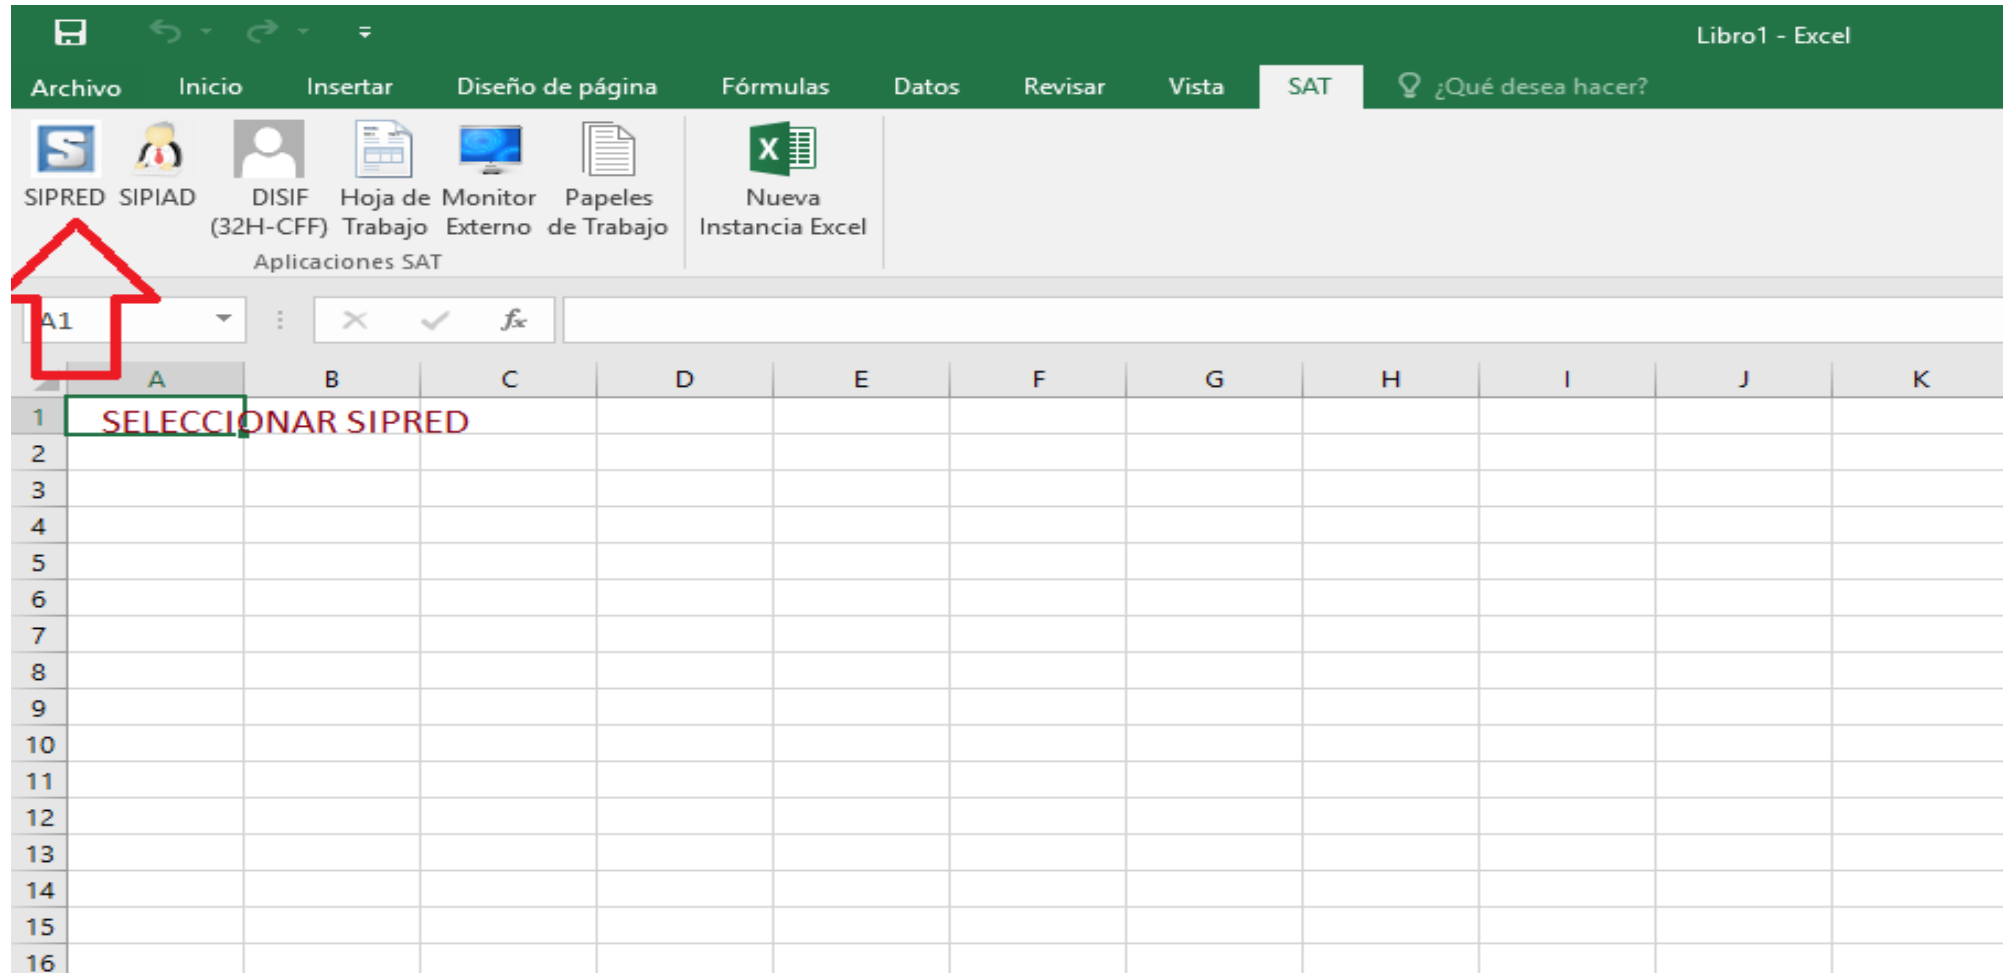 Libro1 - Excel
Archivo Inicio Insertar Diseño de página Fórmulas Datos Revisar Vista SAT ¿Qué desea hacer?
SIPRED SIPIAD DISIF Hoja de Monitor Papeles Nueva
(32H-CFF) Trabajo Externo de Trabajo Instancia Excel
Aplicaciones SAT
A1 fx
A B C D E F G H I J K
1 SELECCIONAR SIPRED
2
3
4
5
6
7
8
9
10
11
12
13
14
15
16